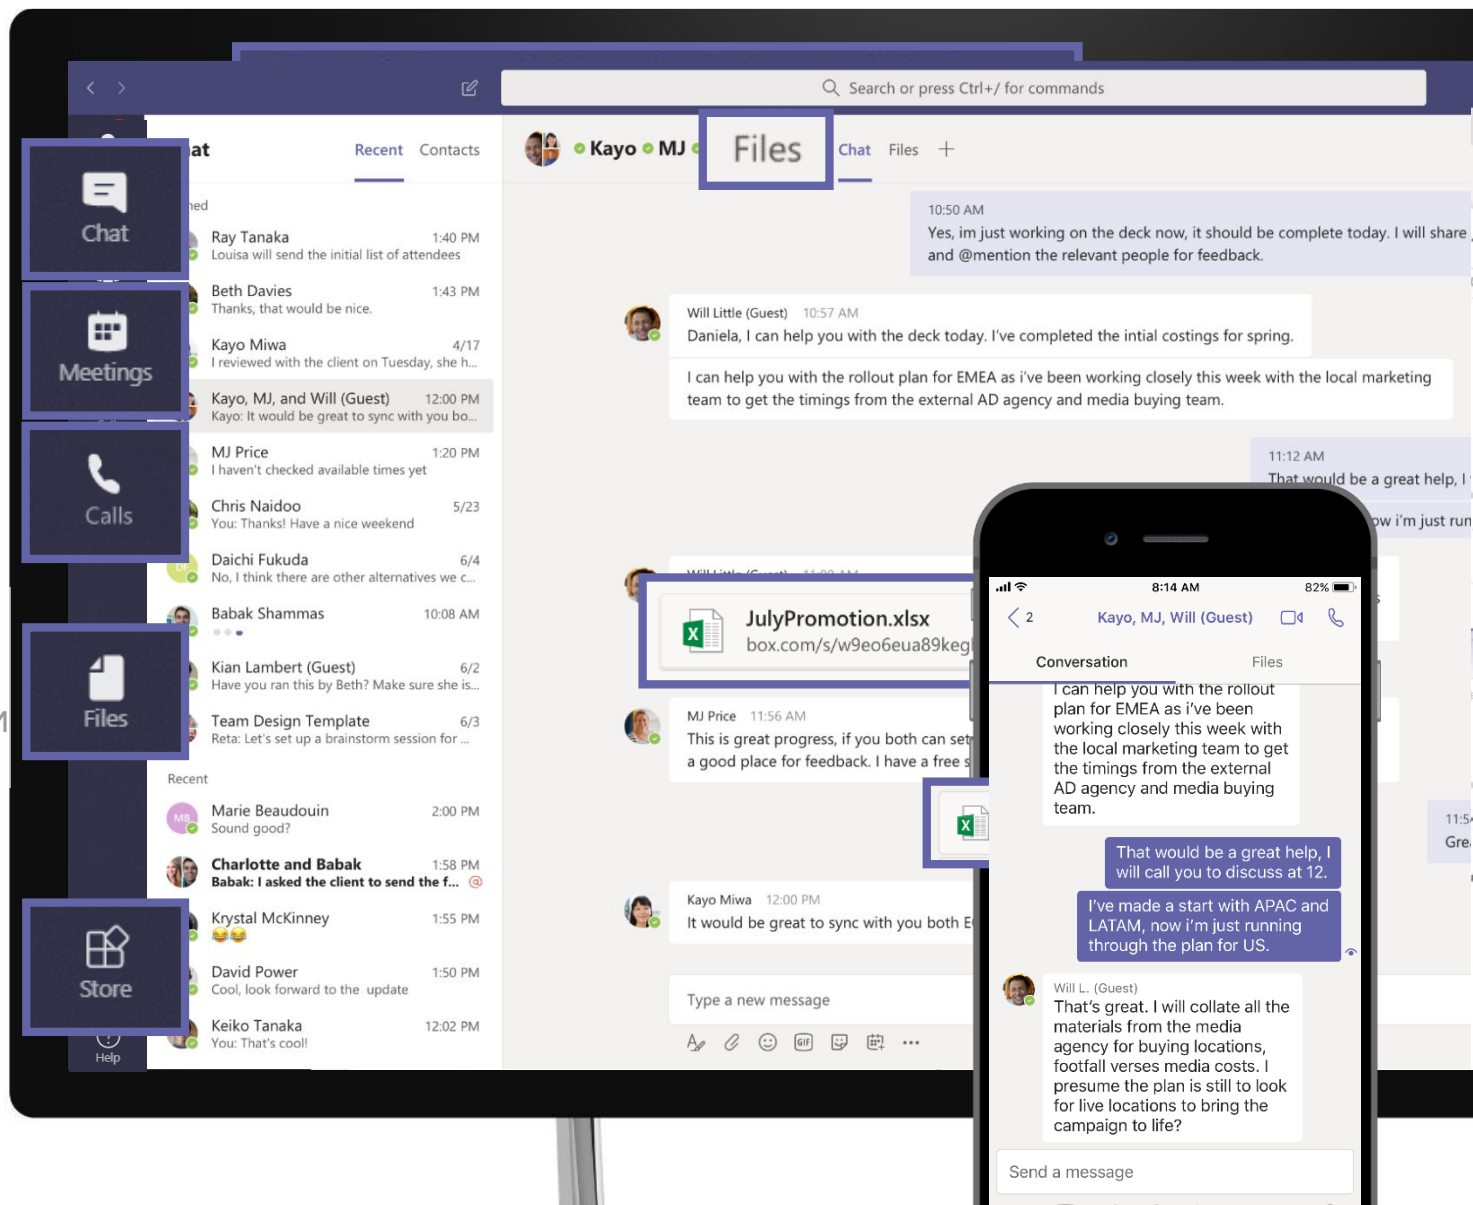 Search or press Ctrl+/ for commands
Chat
Meetings
Calls
Files
Store
Help
Recent
Contacts
Ray Tanaka
1:40 PM
Louisa will send the initial list of attendees
Beth Davies
1:43 PM
Thanks, that would be nice.
Kayo Miwa
4/17
I reviewed with the client on Tuesday, she h...
Kayo, MJ, and Will (Guest)
12:00 PM
Kayo: It would be great to sync with you bo...
MJ Price
1:20 PM
I haven't checked available times yet
Chris Naidoo
5/23
You: Thanks! Have a nice weekend
DF
Daichi Fukuda
6/4
No, I think there are other alternatives we c...
Babak Shammas
10:08 AM
Kian Lambert (Guest)
6/2
Have you ran this by Beth? Make sure she is...
Team Design Template
6/3
Reta: Let's set up a brainstorm session for ...
Recent
MB
Marie Beaudouin
2:00 PM
Sound good?
Charlotte and Babak
1:58 PM
Babak: I asked the client to send the f... @
Krystal McKinney
1:55 PM
David Power
1:50 PM
Cool, look forward to the update
Keiko Tanaka
12:02 PM
You: That's cool!
Kayo
MJ
Files
Chat
Files
10:50 AM
Yes, im just working on the deck now, it should be complete today. I will share
and @mention the relevant people for feedback.
Will Little (Guest) 10:57 AM
Daniela, I can help you with the deck today. I've completed the intial costings for spring.
I can help you with the rollout plan for EMEA as i've been working closely this week with the local marketing
team to get the timings from the external AD agency and media buying team.
11:12 AM
That would be a great help, I
i'm just run
JulyPromotion.xlsx
box.com/s/w9eo6eua89keg
MJ Price 11:56 AM
This is great progress, if you both can set
a good place for feedback. I have a free s
11:5
Gre
Kayo Miwa 12:00 PM
It would be great to sync with you both E
Type a new message
GIF
8:14 AM
82%
2
Kayo, MJ, Will (Guest)
Conversation
Files
I can help you with the rollout
plan for EMEA as i've been
working closely this week with
the local marketing team to get
the timings from the external
AD agency and media buying
team.
That would be a great help, I
will call you to discuss at 12.
I've made a start with APAC and
LATAM, now i'm just running
through the plan for US.
Will L. (Guest)
That's great. I will collate all the
materials from the media
agency for buying locations,
footfall verses media costs. I
presume the plan is still to look
for live locations to bring the
campaign to life?
Send a message